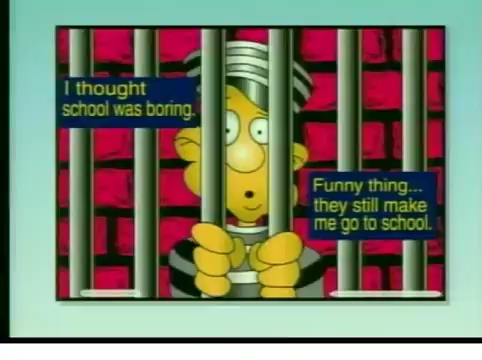 I thought
school was boring.
Funny thing...
they still make
me go to school.